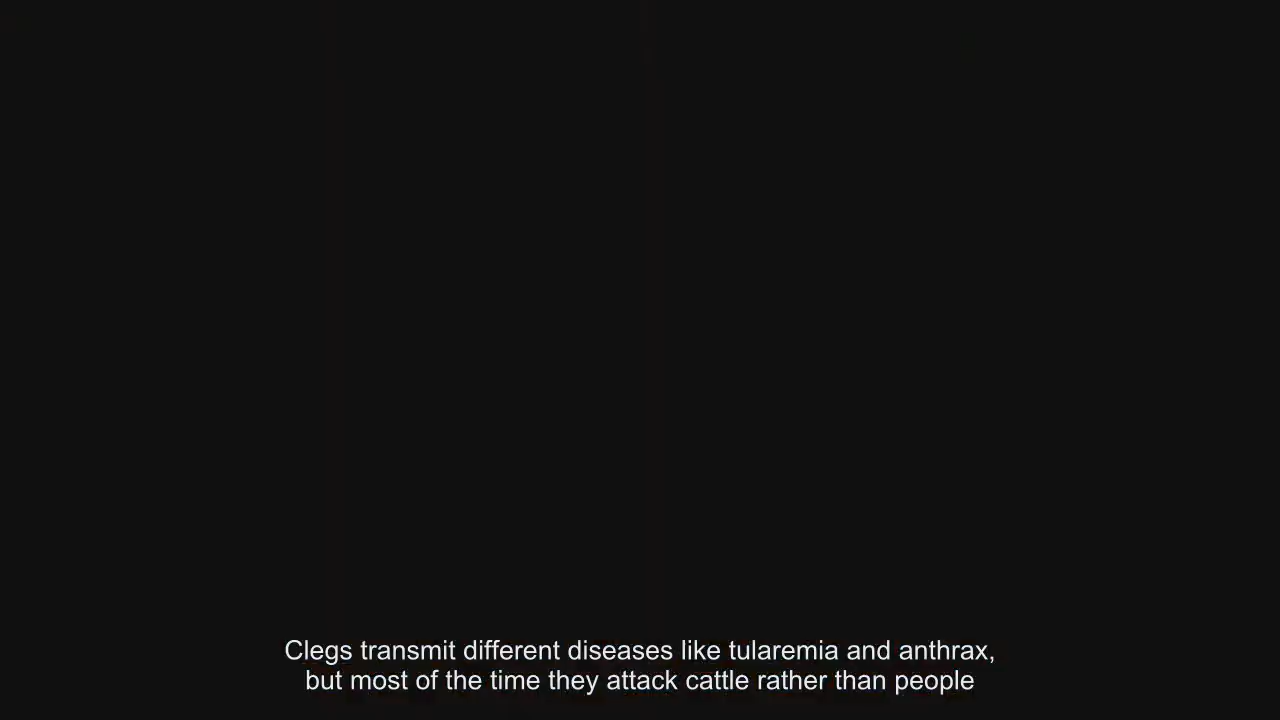 Clegs transmit different diseases like tularemia and anthrax,
but most of the time they attack cattle rather than people